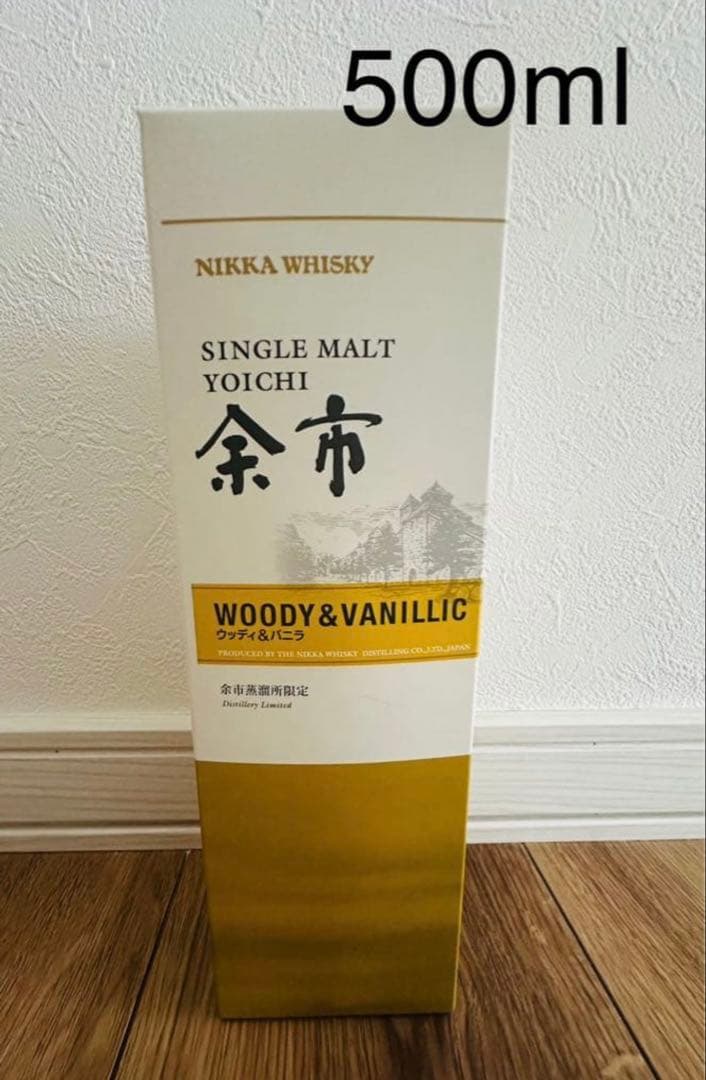 500ml
NIKKA WHISKY
SINGLE MALT
YOICHI
余市
WOODY&VANILLIC
ウッディ&バニラ
PRODUCED BY THE NIKKA WHISKY DISTILLING CO.,LTD.,JAPAN
余市蒸溜所限定
Distillery Limited